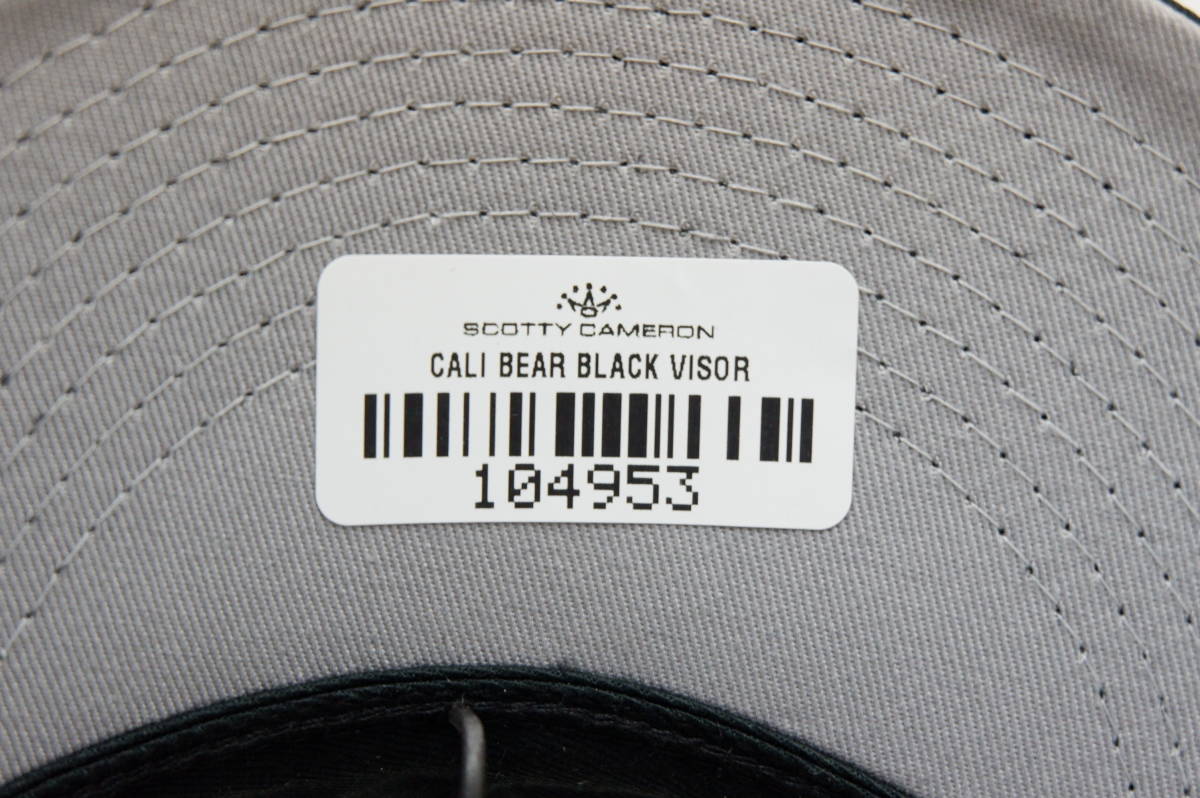 SCOTTY CAMERON
CALI BEAR BLACK VISOR
104953